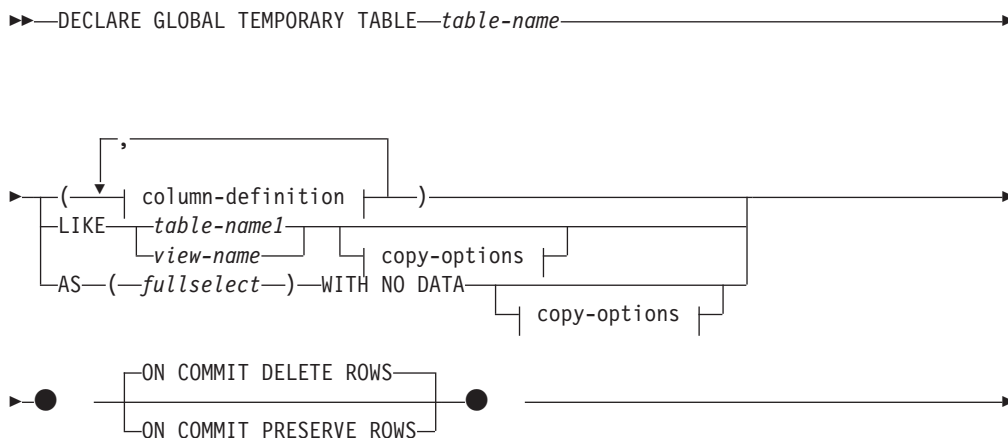 DECLARE GLOBAL TEMPORARY TABLE table-name
,
( column-definition )
LIKE table-name1
view-name copy-options
AS ( fullselect ) WITH NO DATA
copy-options
ON COMMIT DELETE ROWS
ON COMMIT PRESERVE ROWS